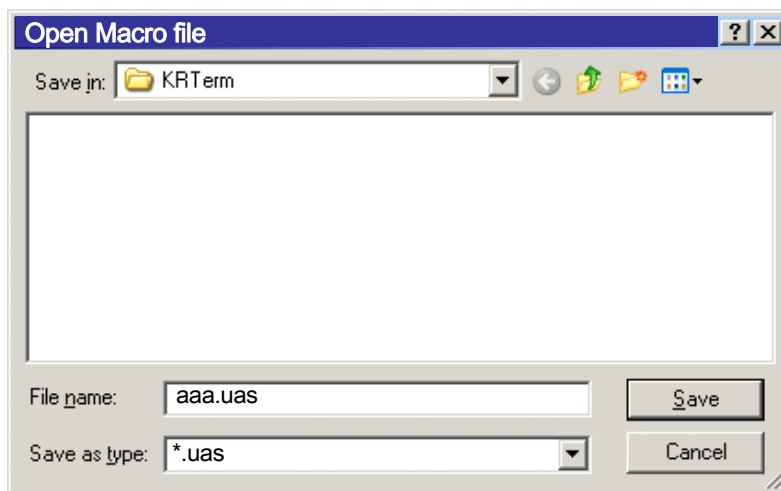 Open Macro file
Save in: KRTerm
File name: aaa.uas
Save
Save as type: *.uas
Cancel